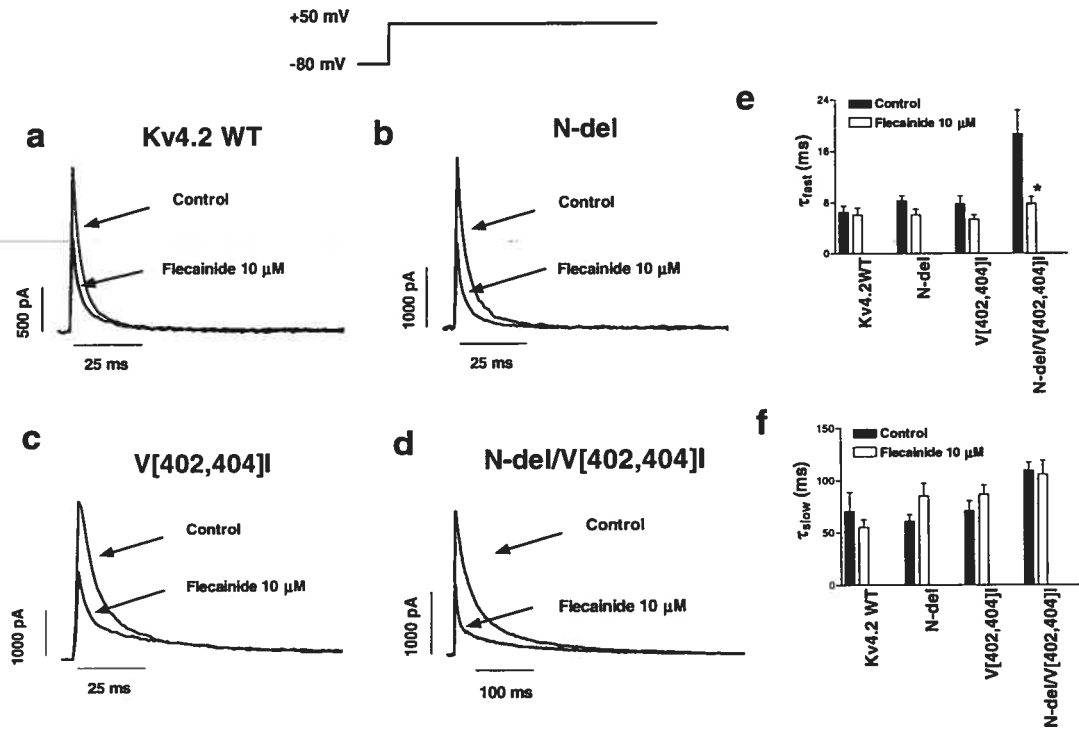 +50 mV
-80 mV
a
Kv4.2 WT
Control
Flecainide 10 µM
500 pA
25 ms
b
N-del
Control
Flecainide 10 µM
1000 pA
25 ms
c
V[402,404]I
Control
Flecainide 10 µM
1000 pA
25 ms
d
N-del/V[402,404]I
Control
Flecainide 10 µM
1000 pA
100 ms
e
24
16
8
0
τfast (ms)
Control
Flecainide 10 µM
*
Kv4.2WT
N-del
V[402,404]I
N-del/V[402,404]I
f
150
100
50
0
τslow (ms)
Control
Flecainide 10 µM
Kv4.2 WT
N-del
V[402,404]I
N-del/V[402,404]I